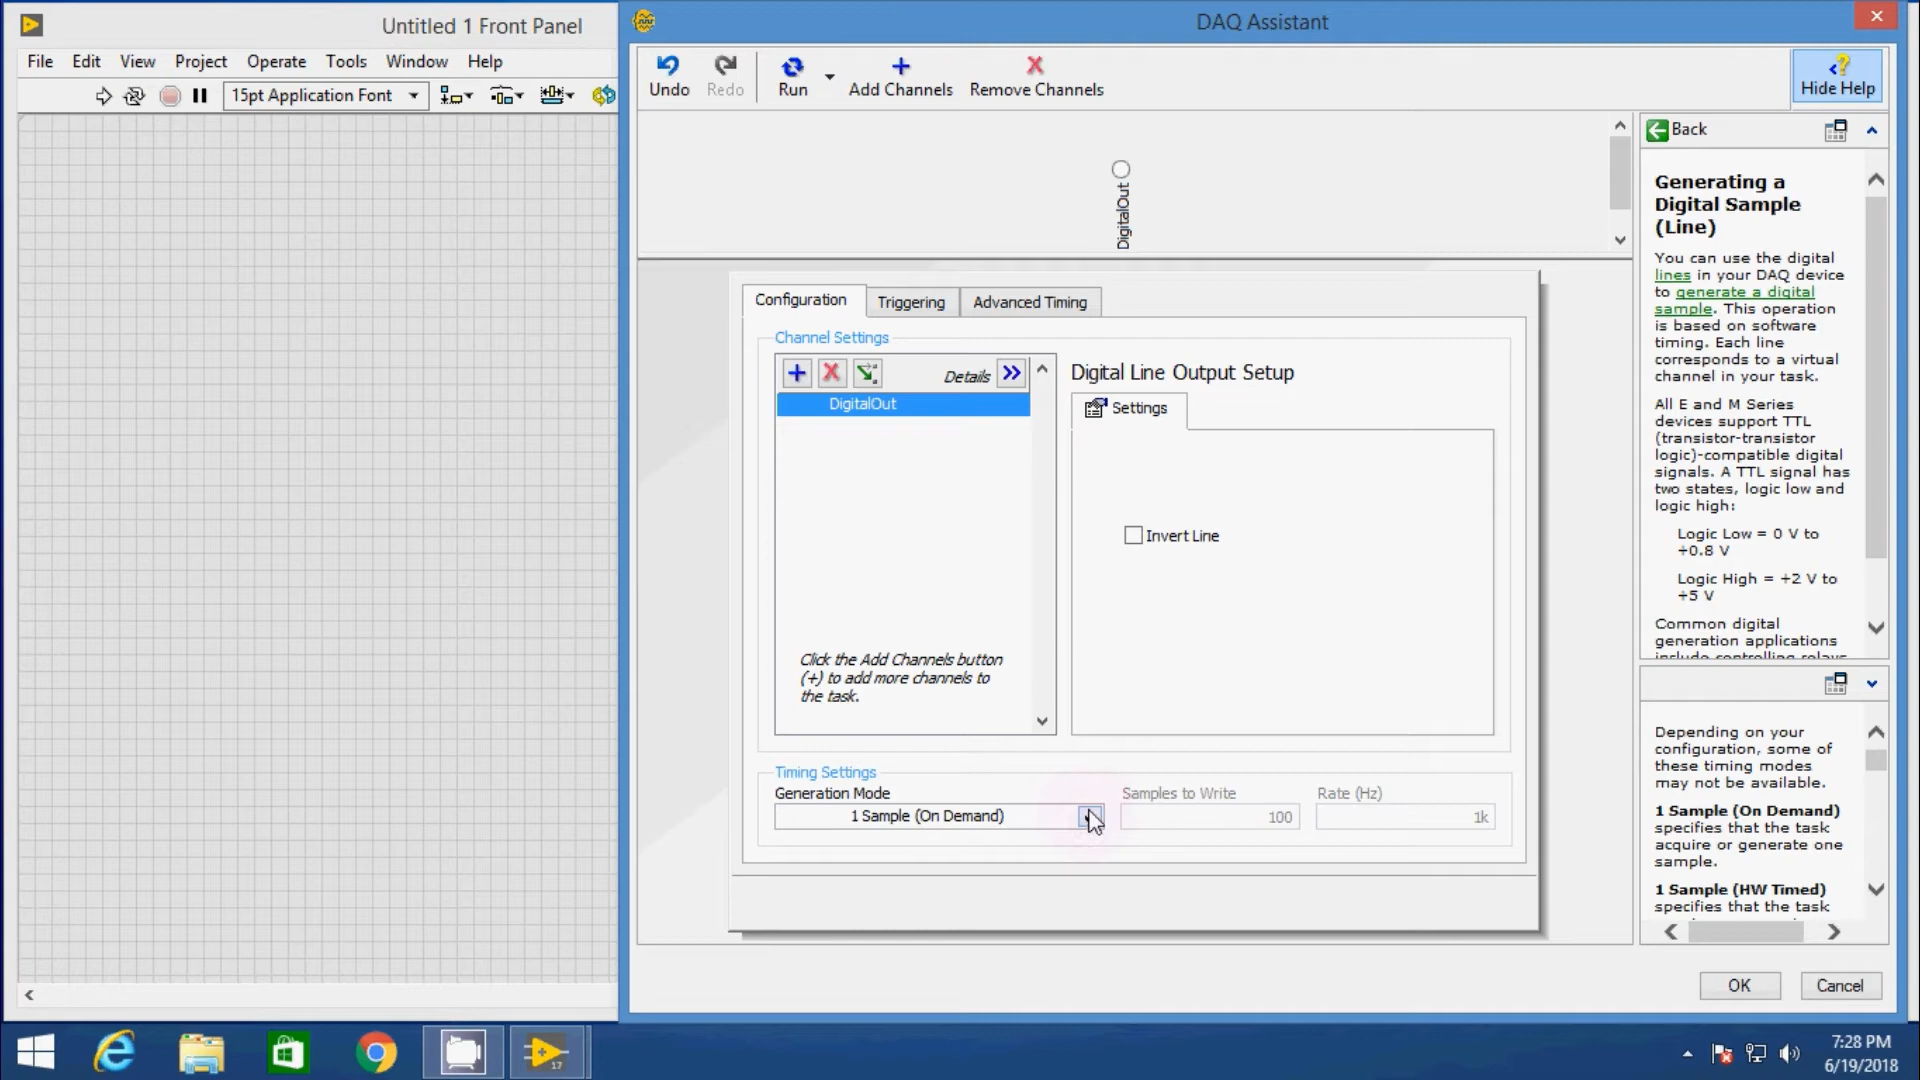 Untitled 1 Front Panel
File Edit View Project Operate Tools Window Help
15pt Application Font
DAQ Assistant
Undo Redo Run Add Channels Remove Channels
Hide Help
DigitalOut
Configuration Triggering Advanced Timing
Channel Settings
Details
DigitalOut
Click the Add Channels button
(+) to add more channels to
the task.
Digital Line Output Setup
Settings
Invert Line
Timing Settings
Generation Mode Samples to Write Rate (Hz)
1 Sample (On Demand) 100 1k
Back
Generating a
Digital Sample
(Line)
You can use the digital
lines in your DAQ device
to generate a digital
sample. This operation
is based on software
timing. Each line
corresponds to a virtual
channel in your task.
All E and M Series
devices support TTL
(transistor-transistor
logic)-compatible digital
signals. A TTL signal has
two states, logic low and
logic high:
Logic Low = 0 V to
+0.8 V
Logic High = +2 V to
+5 V
Common digital
generation applications
include controlling relays
Depending on your
configuration, some of
these timing modes
may not be available.
1 Sample (On Demand)
specifies that the task
acquire or generate one
sample.
1 Sample (HW Timed)
specifies that the task
OK Cancel
17
7:28 PM
6/19/2018